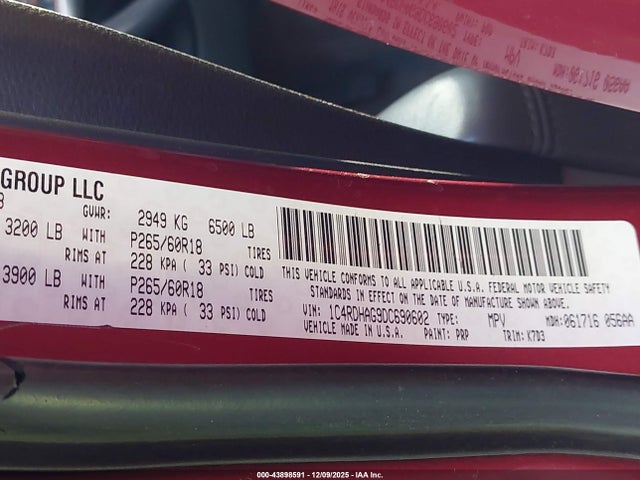 GROUP LLC
GVWR: 2949 KG 6500 LB
3200 LB WITH P265/60R18 TIRES
RIMS AT 228 KPA ( 33 PSI) COLD
3900 LB WITH P265/60R18 TIRES
RIMS AT 228 KPA ( 33 PSI) COLD
THIS VEHICLE CONFORMS TO ALL APPLICABLE U.S.A. FEDERAL MOTOR VEHICLE SAFETY
STANDARDS IN EFFECT ON THE DATE OF MANUFACTURE SHOWN ABOVE.
VIN: 1C4RDHAG9DC690602 TYPE: MPV MDH: 061716 056AA
VEHICLE MADE IN U.S.A. PAINT: PRP TRIM: K7D3
000-43898591 - 12/09/2025 - IAA Inc.